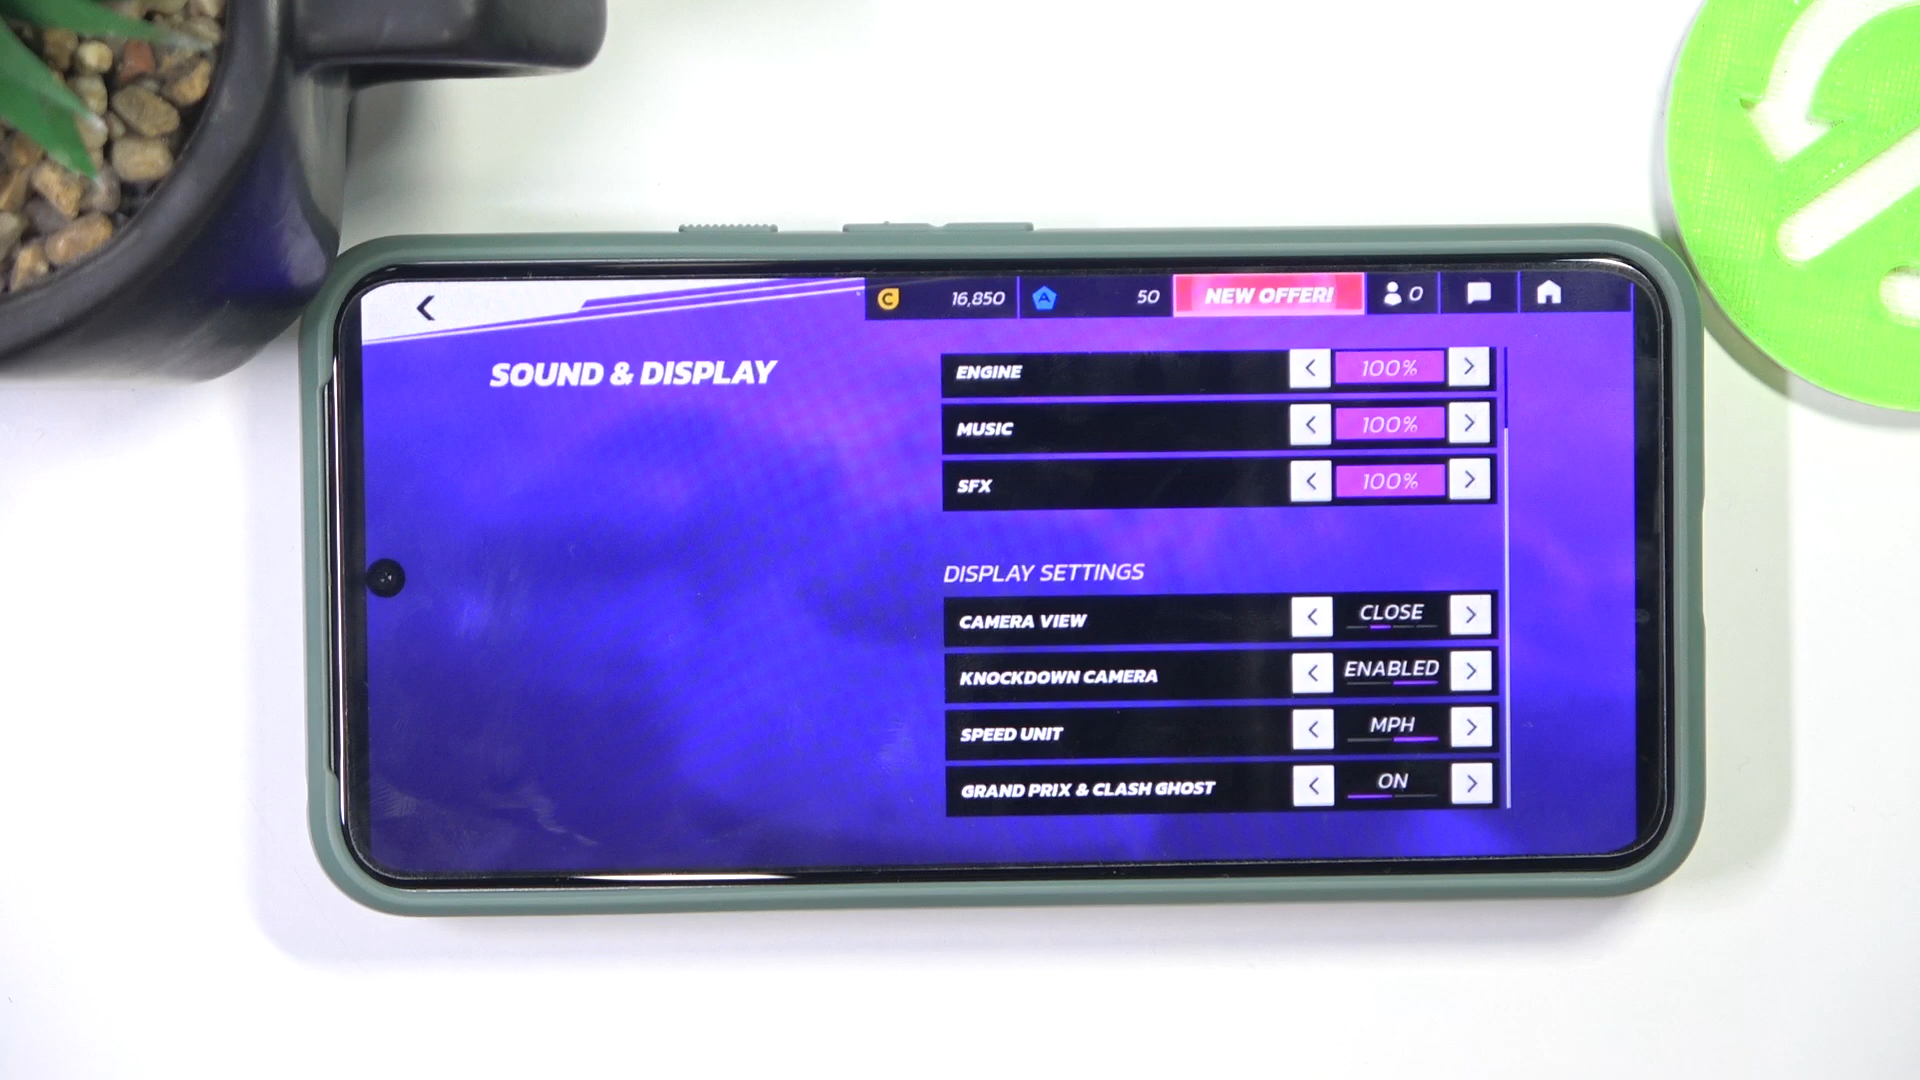 C 16,850 A 50 NEW OFFER! 0
SOUND & DISPLAY
ENGINE 100%
MUSIC 100%
SFX 100%
DISPLAY SETTINGS
CAMERA VIEW CLOSE
KNOCKDOWN CAMERA ENABLED
SPEED UNIT MPH
GRAND PRIX & CLASH GHOST ON